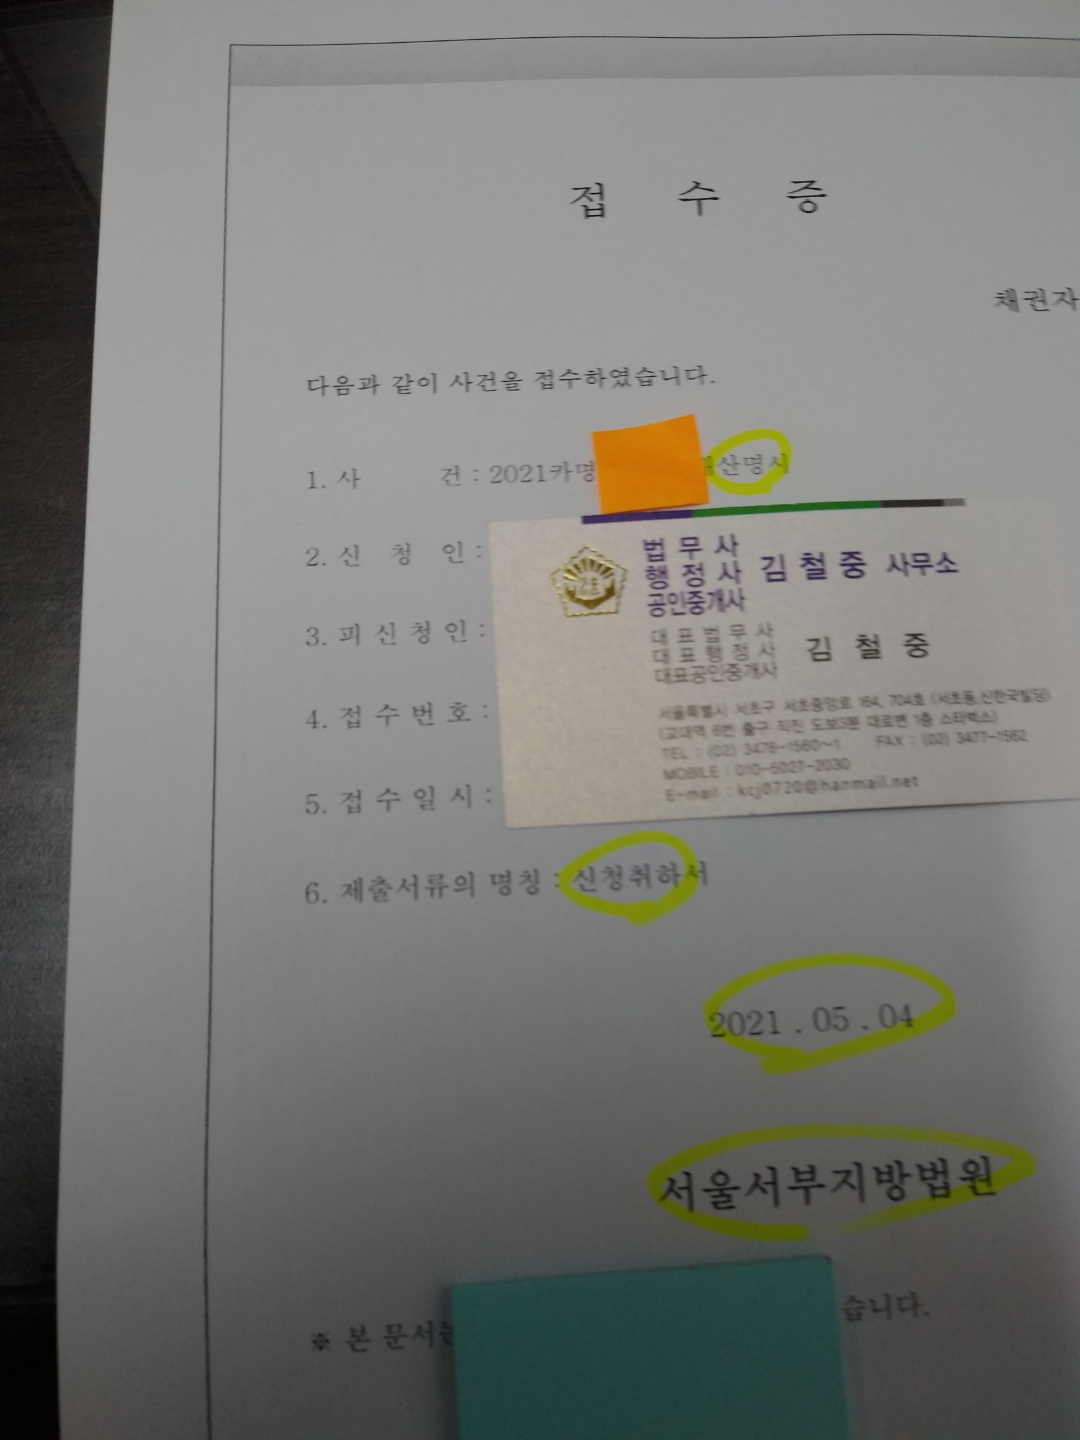 접 수 증
채권자
다음과 같이 사건을 접수하였습니다.
1. 사 건 : 2021카명 산명시
2. 신 청 인 :
3. 피 신 청 인 :
4. 접 수 번 호 :
5. 접 수 일 시 :
6. 제출서류의 명칭 : 신청취하서
법 무 사
행 정 사 김 철 중 사무소
공인중개사
대 표 법 무 사
대 표 행 정 사 김 철 중
대표공인중개사
서울특별시 서초구 서초중앙로 164, 704호 (서초동,신한국빌딩)
(교대역 6번 출구 직진 도보3분 대로변 1층 스타벅스)
TEL : (02) 3476-1560~1 FAX : (02) 3477-1562
MOBILE : 010-5027-2030
E-mail : kcj0720@hanmail.net
2021 . 05 . 04
서울서부지방법원
※ 본 문서는 습니다.